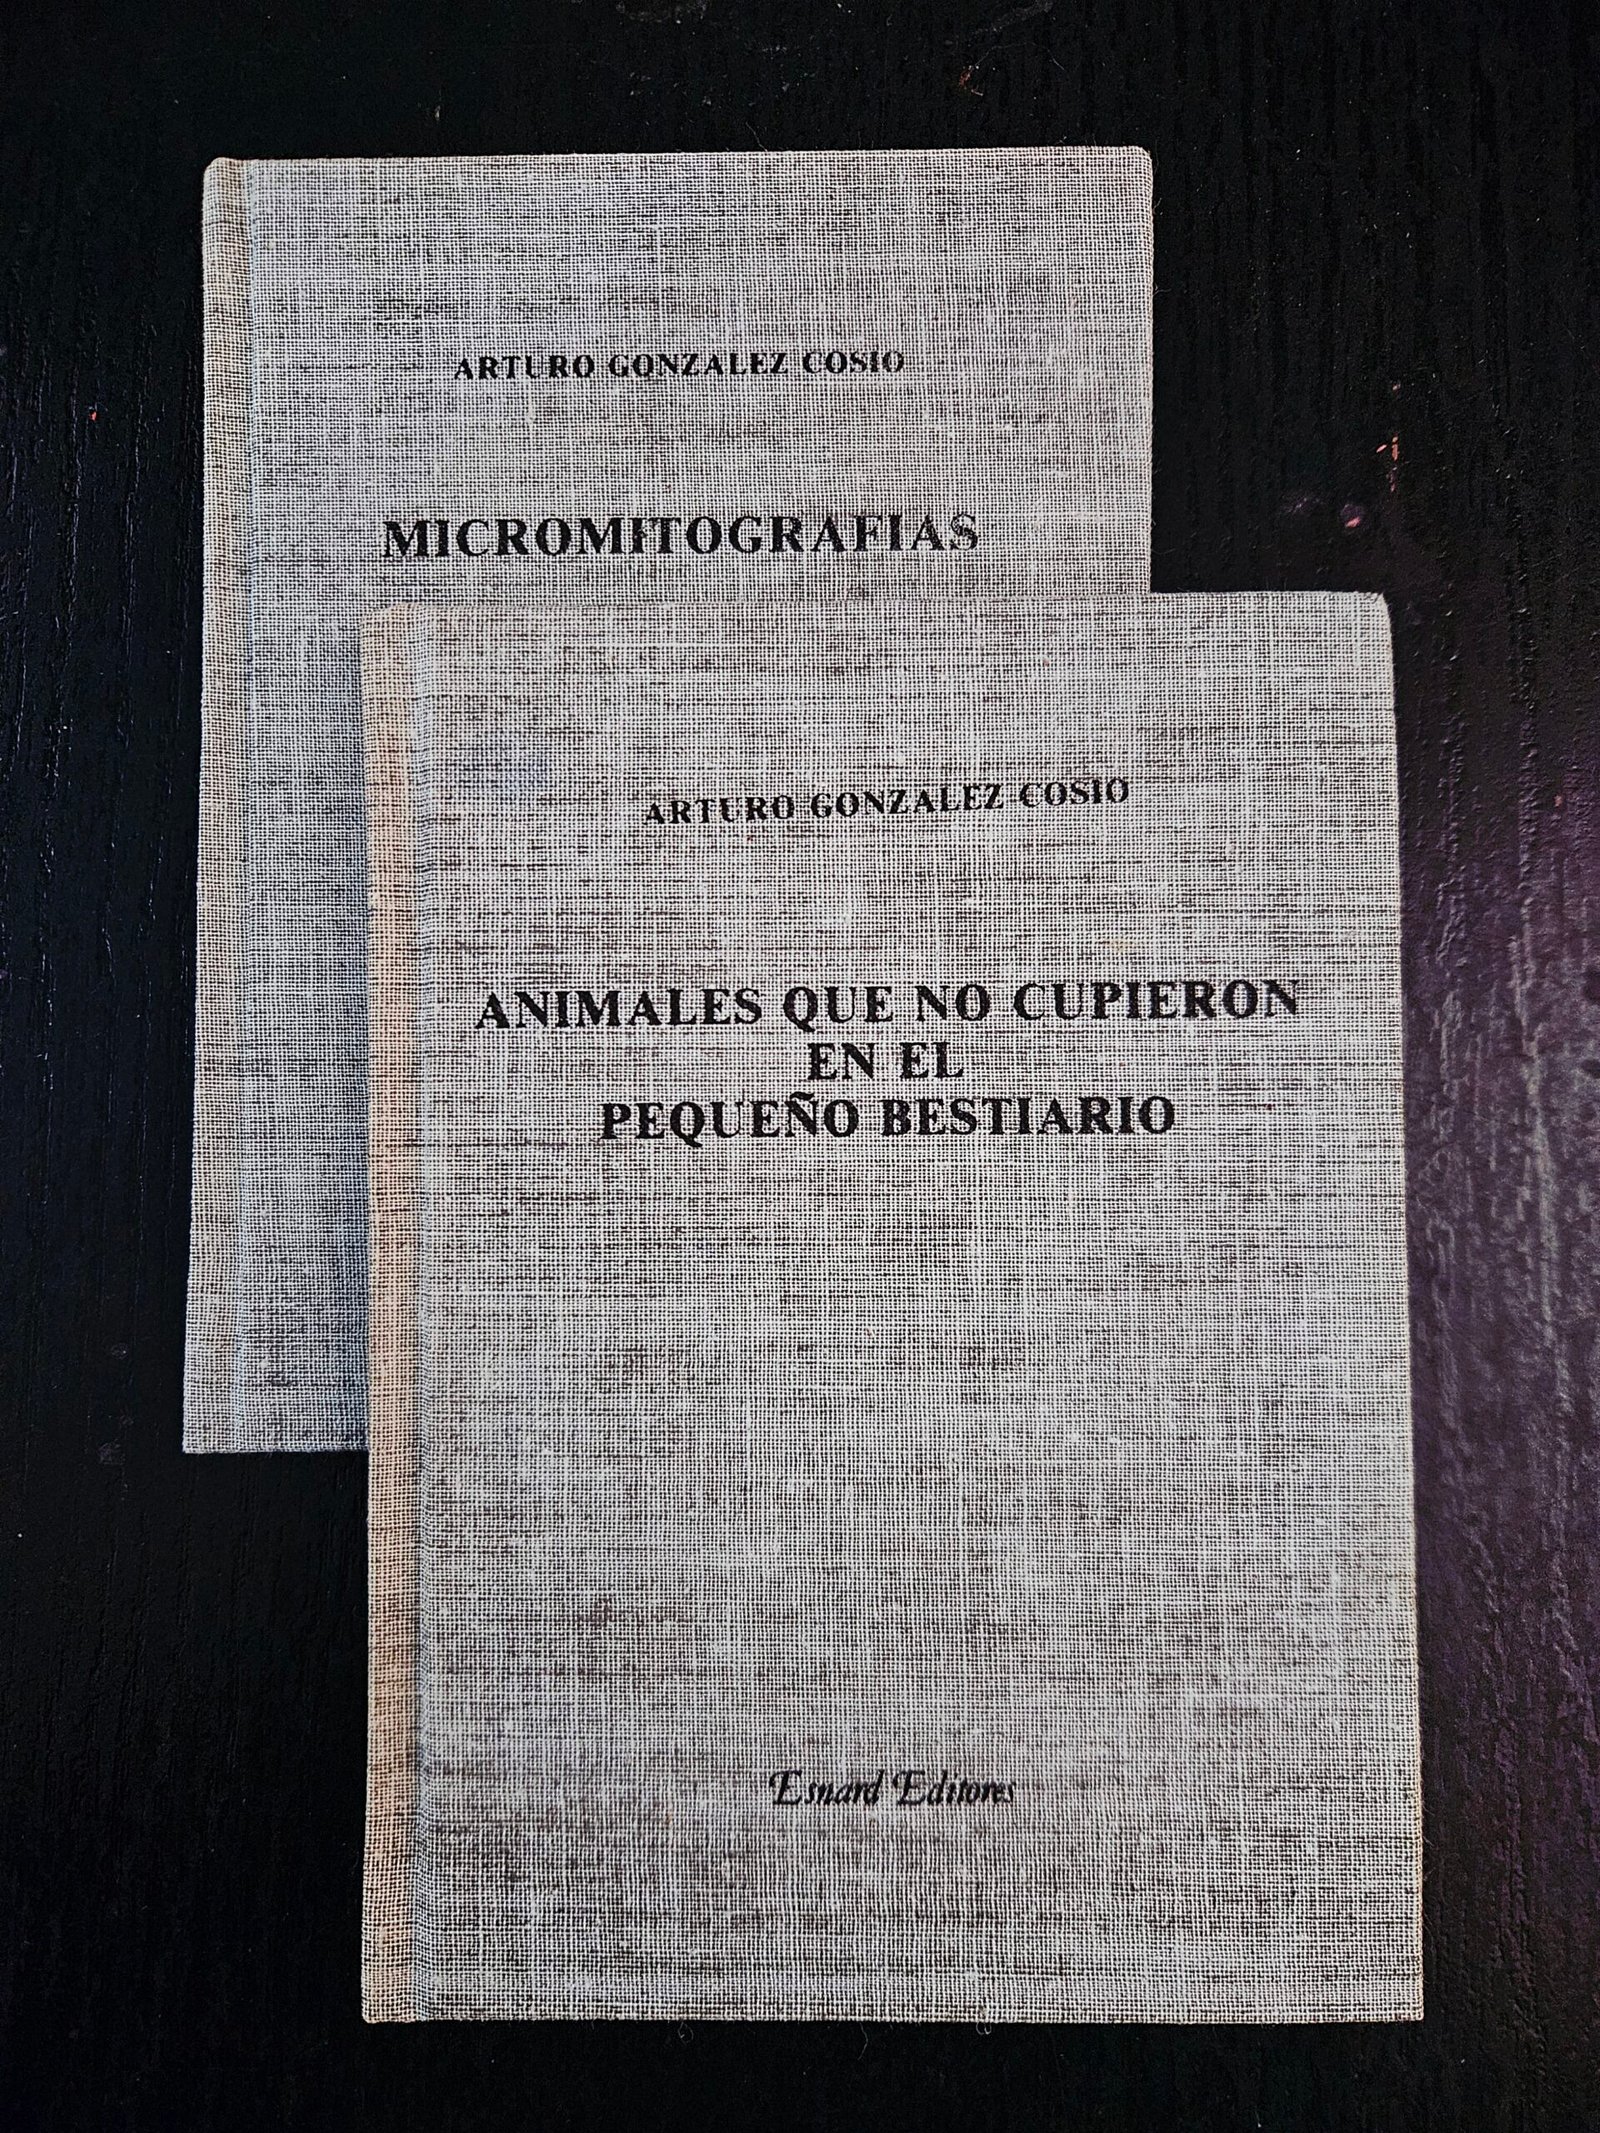 ARTURO GONZALEZ COSIO
MICROMITOGRAFIAS
ARTURO GONZALEZ COSIO
ANIMALES QUE NO CUPIERON
EN EL
PEQUEÑO BESTIARIO
Esnard Editores